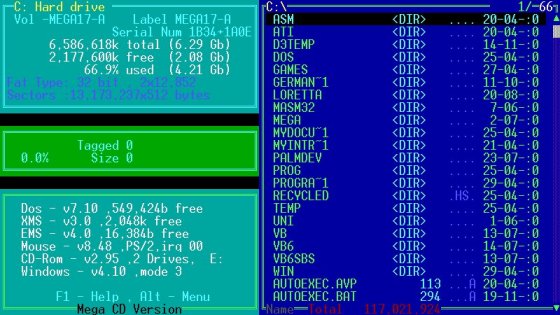 C: Hard drive
Vol -MEGA17-A Label MEGA17-A
Serial Num 1B34+1A0E
6,586,618k total (6.29 Gb)
2,177,600k free (2.08 Gb)
66.9% used (4.21 Gb)
Fat Type: 32 bit , 2x12,852
Sectors :13,173,237x512 bytes
Tagged 0
0.0% Size 0
Dos - v7.10 ,549,424b free
XMS - v3.0 ,2,048k free
EMS - v4.0 ,16,384b free
Mouse - v8.48 ,PS/2,irq 00
CD-Rom - v2.95 ,2 Drives, E:
Windows - v4.10 ,mode 3
F1 - Help , Alt - Menu
Mega CD Version
C:\ 1/-66
ASM <DIR> .... 20-04-:0
ATI <DIR> .... 20-04-:0
D3TEMP <DIR> .... 14-11-:0
DOS <DIR> .... 25-04-:0
GAMES <DIR> .... 27-04-:0
GERMAN~1 <DIR> .... 11-10-:0
LORETTA <DIR> .... 20-08-:0
MASM32 <DIR> .... 7-06-:0
MEGA <DIR> .... 2-07-:0
MYDOCU~1 <DIR> .... 25-04-:0
MYINTR~1 <DIR> .... 21-04-:0
PALMDEV <DIR> .... 23-07-:0
PROG <DIR> .... 25-04-:0
PROGRA~1 <DIR> .... 29-04-:0
RECYCLED <DIR> .HS. 25-04-:0
TEMP <DIR> .... 25-04-:0
UNI <DIR> .... 1-06-:0
VB <DIR> .... 13-07-:0
VB6 <DIR> .... 14-07-:0
VB6SBS <DIR> .... 13-07-:0
WIN <DIR> .... 29-04-:0
AUTOEXEC.AVP 113 ...A 20-04-:0
AUTOEXEC.BAT 294 ...A 19-11-:0
Name Total 117,021,924